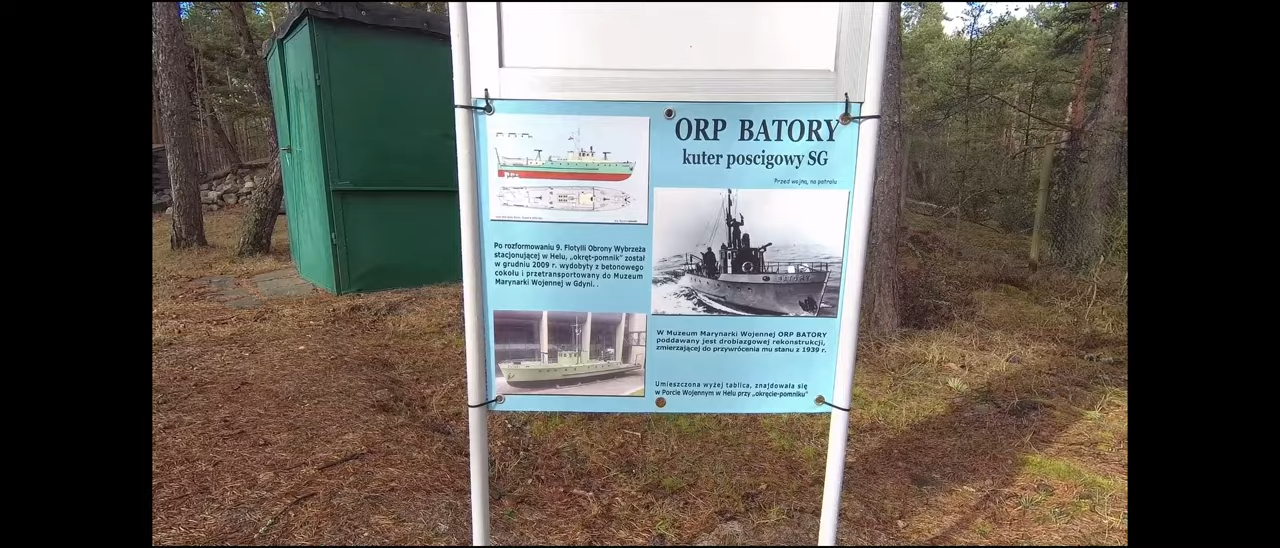 ORP BATORY
kuter poscigowy SG
Przed wojną, na patrolu
Po rozformowaniu 9. Flotylli Obrony Wybrzeża
stacjonującej w Helu, „okręt-pomnik” został
w grudniu 2009 r. wydobyty z betonowego
cokołu i przetransportowany do Muzeum
Marynarki Wojennej w Gdyni. .
BATORY
W Muzeum Marynarki Wojennej ORP BATORY
poddawany jest drobiazgowej rekonstrukcji,
zmierzającej do przywrócenia mu stanu z 1939 r.
Umieszczona wyżej tablica, znajdowała się
w Porcie Wojennym w Helu przy „okręcie-pomniku”